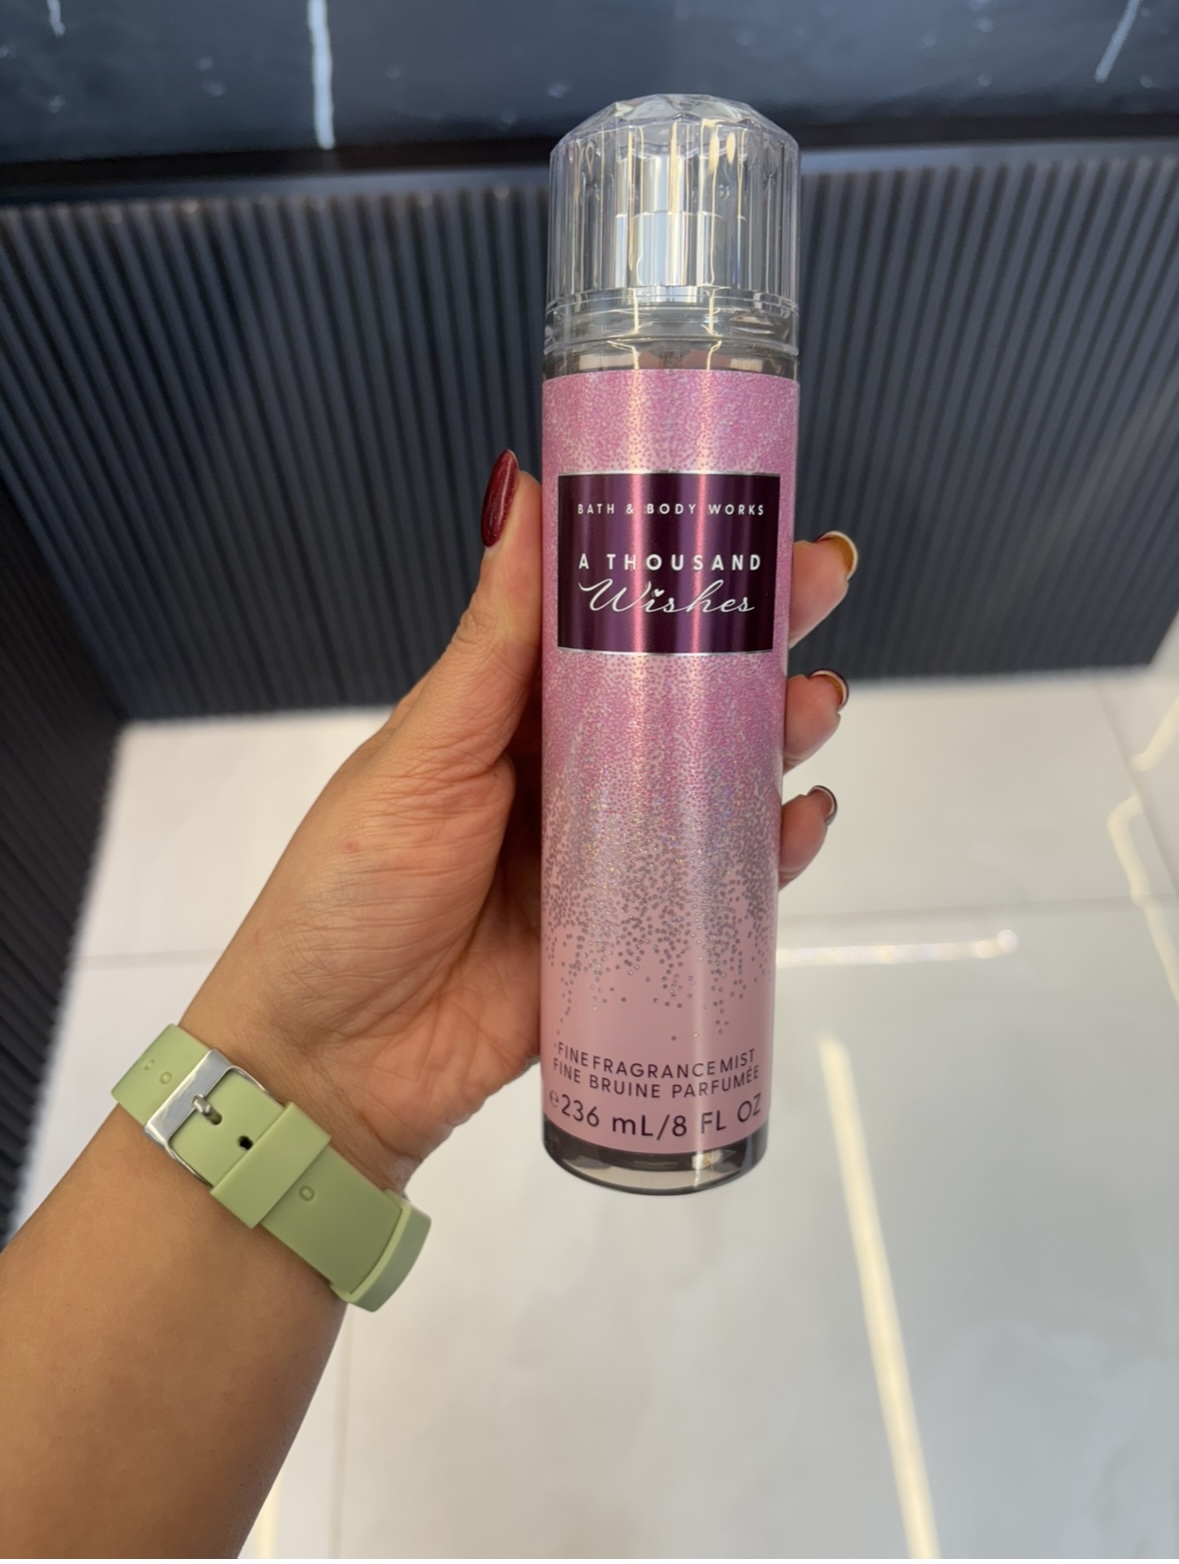 BATH & BODY WORKS
A THOUSAND
Wishes
FINE FRAGRANCE MIST
FINE BRUINE PARFUMÉE
℮236 mL/8 FL OZ